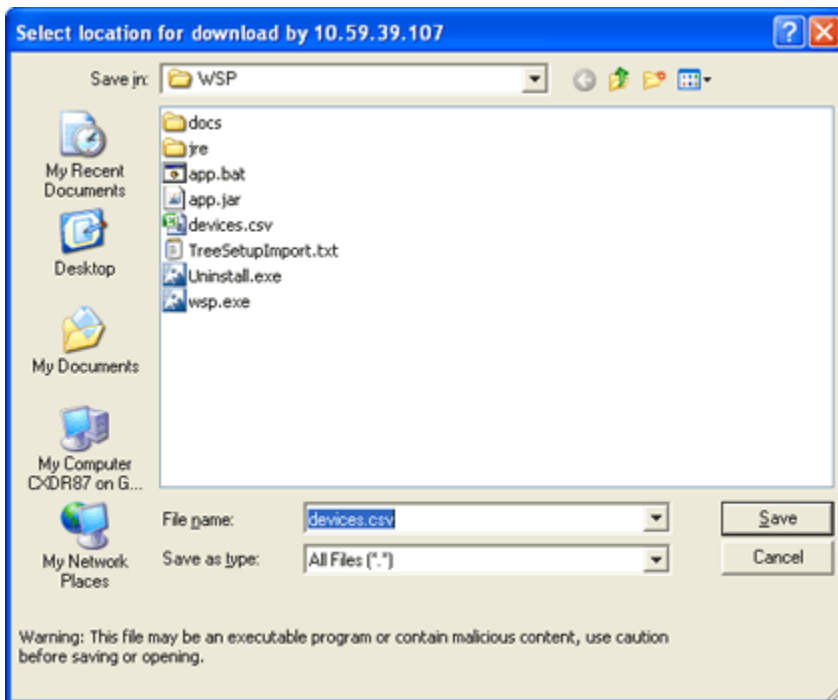 Select location for download by 10.59.39.107
Save in:
WSP
My Recent
Documents
Desktop
My Documents
My Computer
CXDR87 on G...
My Network
Places
docs
jre
app.bat
app.jar
devices.csv
TreeSetupImport.txt
Uninstall.exe
wsp.exe
File name:
devices.csv
Save
Save as type:
All Files (*.*)
Cancel
Warning: This file may be an executable program or contain malicious content, use caution
before saving or opening.